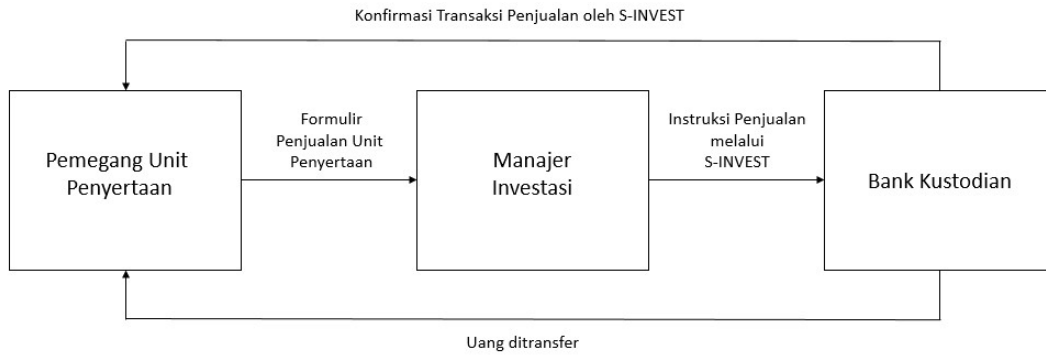 Konfirmasi Transaksi Penjualan oleh S-INVEST
Pemegang Unit
Penyertaan
Formulir
Penjualan Unit
Penyertaan
Manajer
Investasi
Instruksi Penjualan
melalui
S-INVEST
Bank Kustodian
Uang ditransfer